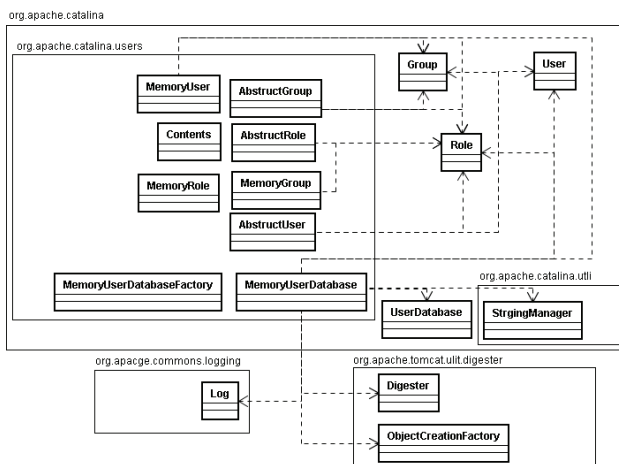 org.apache.catalina
org.apache.catalina.users
MemoryUser
AbstructGroup
Group
User
Contents
AbstructRole
Role
MemoryRole
MemoryGroup
AbstructUser
org.apache.catalina.utli
MemoryUserDatabaseFactory
MemoryUserDatabase
UserDatabase
StrgingManager
org.apacge.commons.logging
org.apache.tomcat.ulit.digester
Log
Digester
ObjectCreationFactory